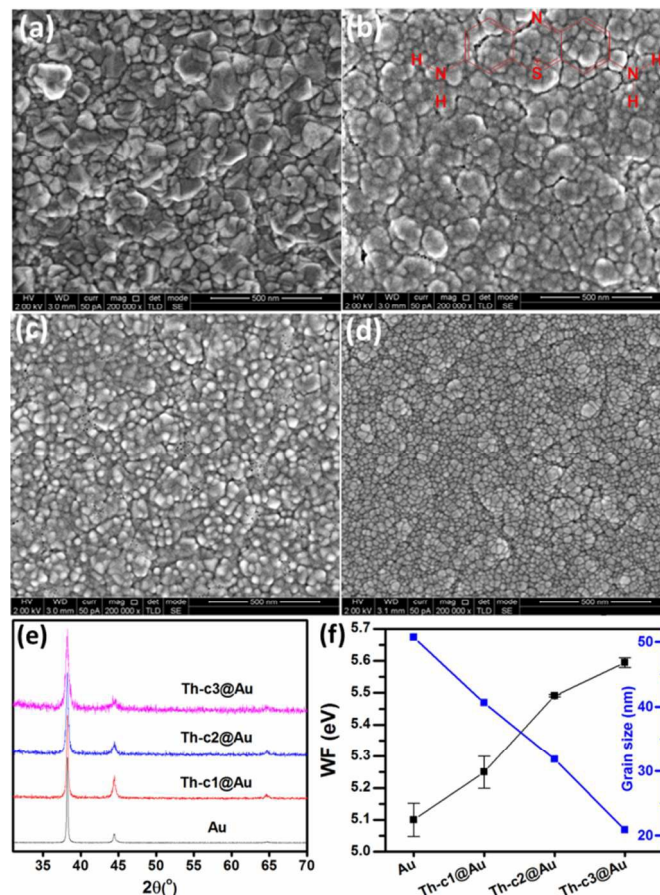 (a)
(b)
N
H
N
S
N
H
H
H
HV WD curr mag det mode
2.00 kV 3.0 mm 50 pA 200 000 x TLD SE
500 nm
HV WD curr mag det mode
2.00 kV 3.0 mm 50 pA 200 000 x TLD SE
500 nm
(c)
(d)
HV WD curr mag det mode
2.00 kV 3.0 mm 50 pA 200 000 x TLD SE
500 nm
HV WD curr mag det mode
2.00 kV 3.1 mm 50 pA 200 000 x TLD SE
500 nm
(e)
Th-c3@Au
Th-c2@Au
Th-c1@Au
Au
35 40 45 50 55 60 65 70
2θ(°)
(f)
5.7
5.6
5.5
5.3
5.2
5.1
5.0
WF (eV)
50
40
30
20
Grain size (nm)
Au
Th-c1@Au
Th-c2@Au
Th-c3@Au